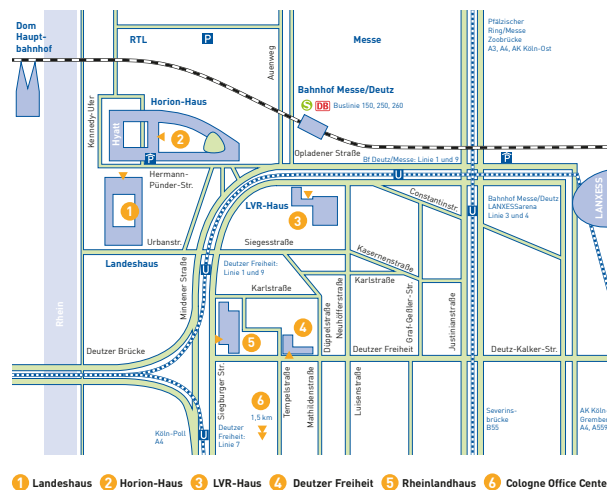 Dom
Haupt-
bahnhof
RTL
P
Auenweg
Messe
Pfälzischer
Ring/Messe
Zoobrücke
A3, A4, AK Köln-Ost
Bahnhof Messe/Deutz
S DB Buslinie 150, 250, 260
Kennedy-Ufer
Horion-Haus
Hyatt
2
P
Opladener Straße
Bf Deutz/Messe: Linie 1 und 9
P
U
Hermann-
Pünder-Str.
1
LVR-Haus
3
Constantinstr.
U
Bahnhof Messe/Deutz
LANXESSarena
Linie 3 und 4
LANXESS
Urbanstr.
Siegesstraße
Landeshaus
Mindener Straße
U
Deutzer Freiheit:
Linie 1 und 9
Kasernenstraße
Karlstraße
Karlstraße
Rhein
Düppelstraße
Neuhöfferstraße
Graf-Geßler-Str.
Justinianstraße
4
5
Deutzer Brücke
Deutzer Freiheit
Deutz-Kalker-Str.
Siegburger Str.
6
1,5 km
Tempelstraße
Mathildenstraße
Luisenstraße
Köln-Poll
A4
U
Deutzer
Freiheit:
Linie 7
Severins-
brücke
B55
AK Köln
Grember
A4, A559
1 Landeshaus 2 Horion-Haus 3 LVR-Haus 4 Deutzer Freiheit 5 Rheinlandhaus 6 Cologne Office Cente